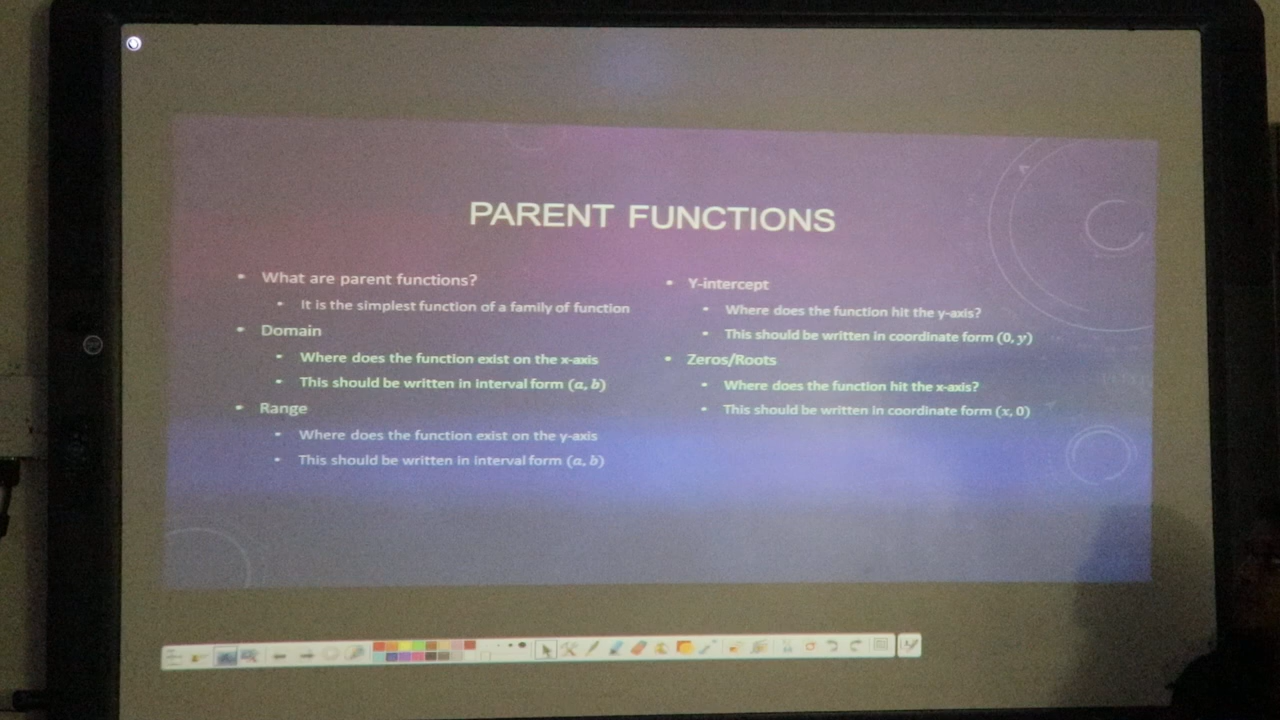 PARENT FUNCTIONS
• What are parent functions?
• It is the simplest function of a family of function
• Domain
• Where does the function exist on the x-axis
• This should be written in interval form (a, b)
• Range
• Where does the function exist on the y-axis
• This should be written in interval form (a, b)
• Y-intercept
• Where does the function hit the y-axis?
• This should be written in coordinate form (0, y)
• Zeros/Roots
• Where does the function hit the x-axis?
• This should be written in coordinate form (x, 0)